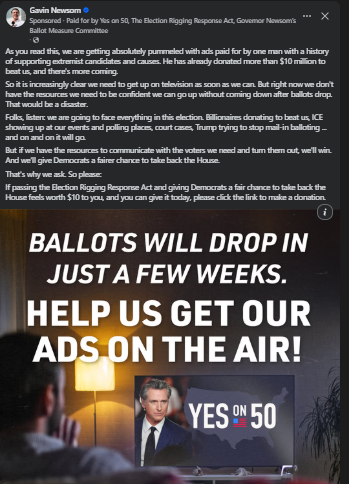 Gavin Newsom
Sponsored · Paid for by Yes on 50, The Election Rigging Response Act, Governor Newsom's
Ballot Measure Committee
As you read this, we are getting absolutely pummeled with ads paid for by one man with a history
of supporting extremist candidates and causes. He has already donated more than $10 million to
beat us, and there's more coming.
So it is increasingly clear we need to get up on television as soon as we can. But right now we don't
have the resources we need to be confident we can go up without coming down after ballots drop.
That would be a disaster.
Folks, listen: we are going to face everything in this election. Billionaires donating to beat us, ICE
showing up at our events and polling places, court cases, Trump trying to stop mail-in balloting ...
and on and on it will go.
But if we have the resources to communicate with the voters we need and turn them out, we'll win.
And we'll give Democrats a fairer chance to take back the House.
That's why we ask. So please:
If passing the Election Rigging Response Act and giving Democrats a fair chance to take back the
House feels worth $10 to you, and you can give it today, please click the link to make a donation.
BALLOTS WILL DROP IN
JUST A FEW WEEKS.
HELP US GET OUR
ADS ON THE AIR!
YES ON 50